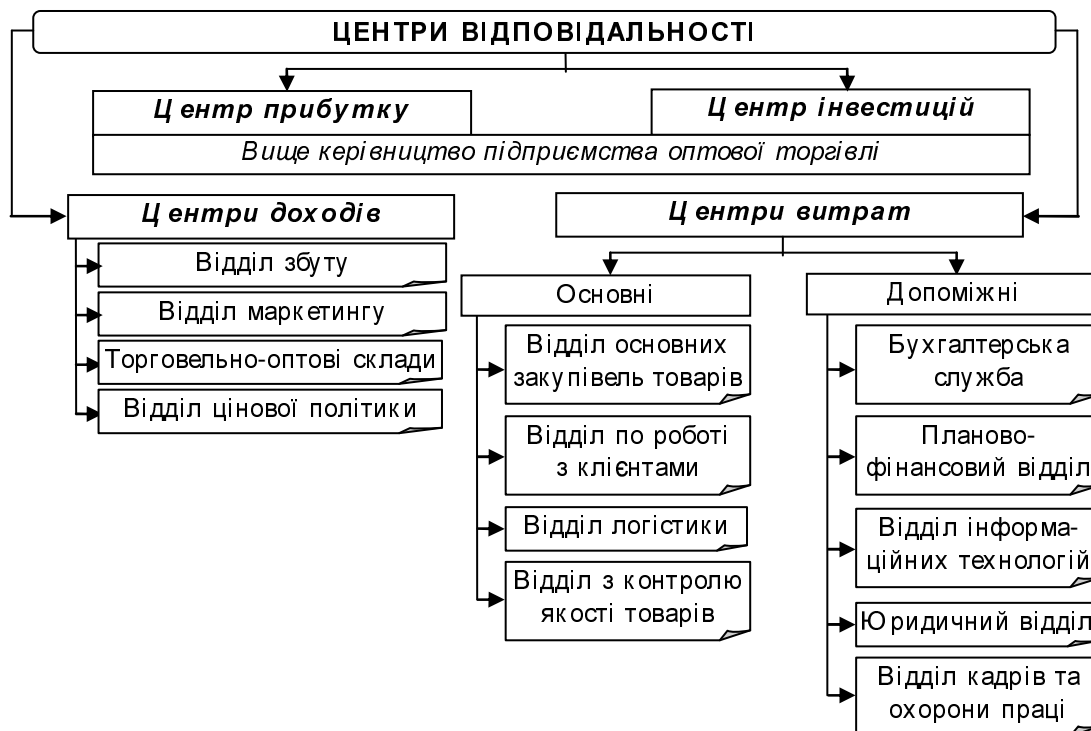 ЦЕНТРИ ВІДПОВІДАЛЬНОСТІ
Центр прибутку
Центр інвестицій
Вище керівництво підприємства оптової торгівлі
Центри доходів
Відділ збуту
Відділ маркетингу
Торговельно-оптові склади
Відділ цінової політики
Центри витрат
Основні
Відділ основних
закупівель товарів
Відділ по роботі
з клієнтами
Відділ логістики
Відділ з контролю
якості товарів
Допоміжні
Бухгалтерська
служба
Планово-
фінансовий відділ
Відділ інформа-
ційних технологій
Юридичний відділ
Відділ кадрів та
охорони праці